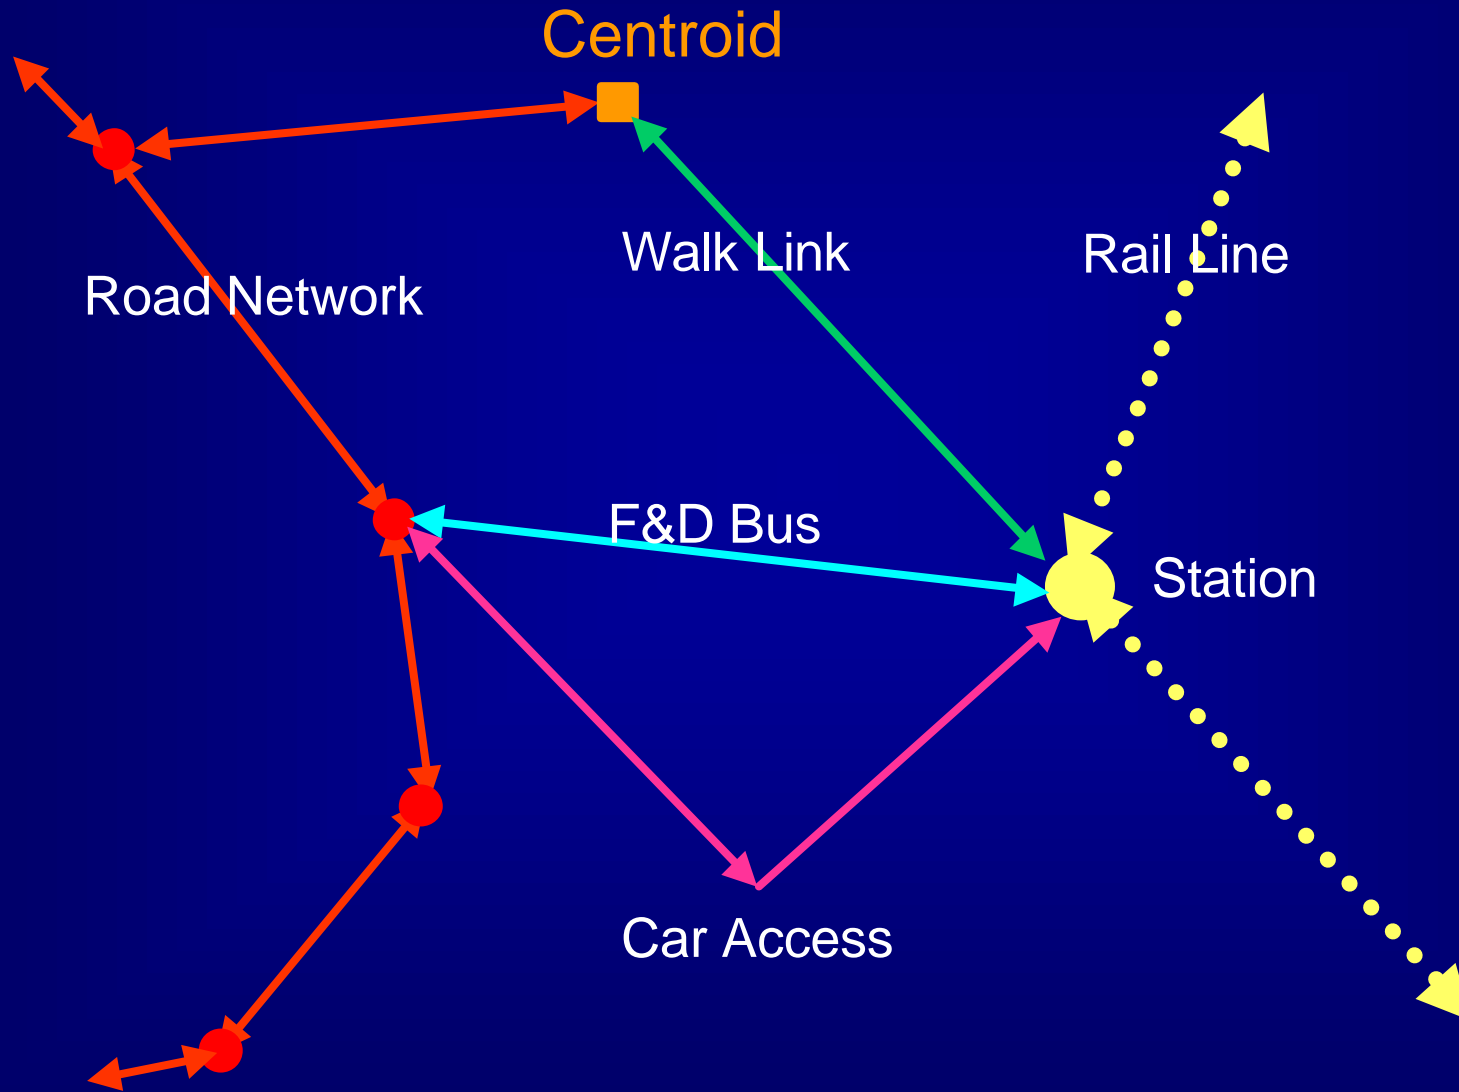 Centroid
Walk Link
Rail Line
Road Network
F&D Bus
Station
Car Access